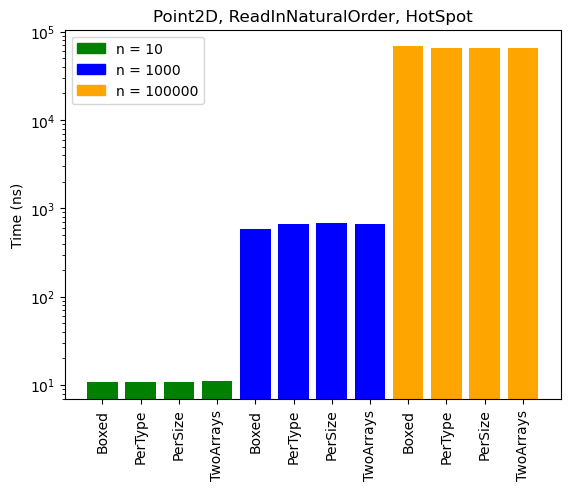 Point2D, ReadInNaturalOrder, HotSpot
n = 10
n = 1000
n = 100000
Time (ns)
10⁵
10⁴
10³
10²
10¹
Boxed
PerType
PerSize
TwoArrays
Boxed
PerType
PerSize
TwoArrays
Boxed
PerType
PerSize
TwoArrays